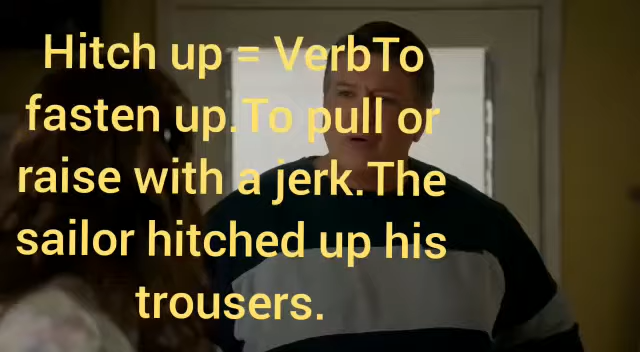 Hitch up = VerbTo
fasten up.To pull or
raise with a jerk.The
sailor hitched up his
trousers.